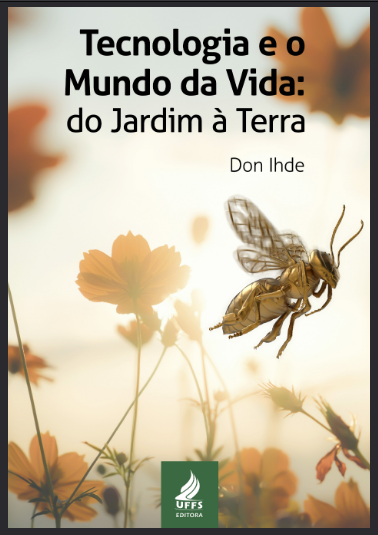 Tecnologia e o
Mundo da Vida:
do Jardim à Terra
Don Ihde
UFFS
EDITORA